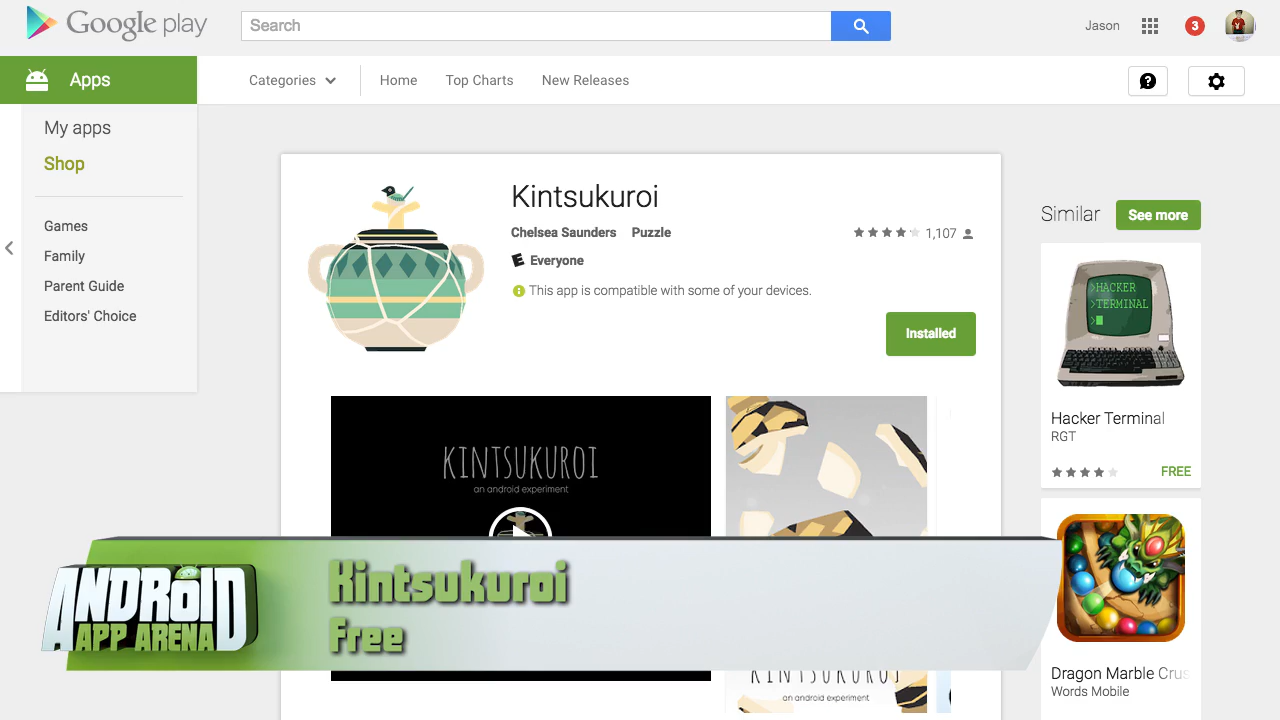 Google play
Search
Jason
3
Apps
Categories
Home
Top Charts
New Releases
My apps
Shop
Games
Family
Parent Guide
Editors' Choice
Kintsukuroi
Chelsea Saunders Puzzle
1,107
E Everyone
This app is compatible with some of your devices.
Installed
KINTSUKUROI
an android experiment
KINTSUKUROI
an android experiment
Similar
See more
>HACKER
>TERMINAL
>
Hacker Terminal
RGT
FREE
Dragon Marble Crus
Words Mobile
ANDROID
APP ARENA
Kintsukuroi
Free